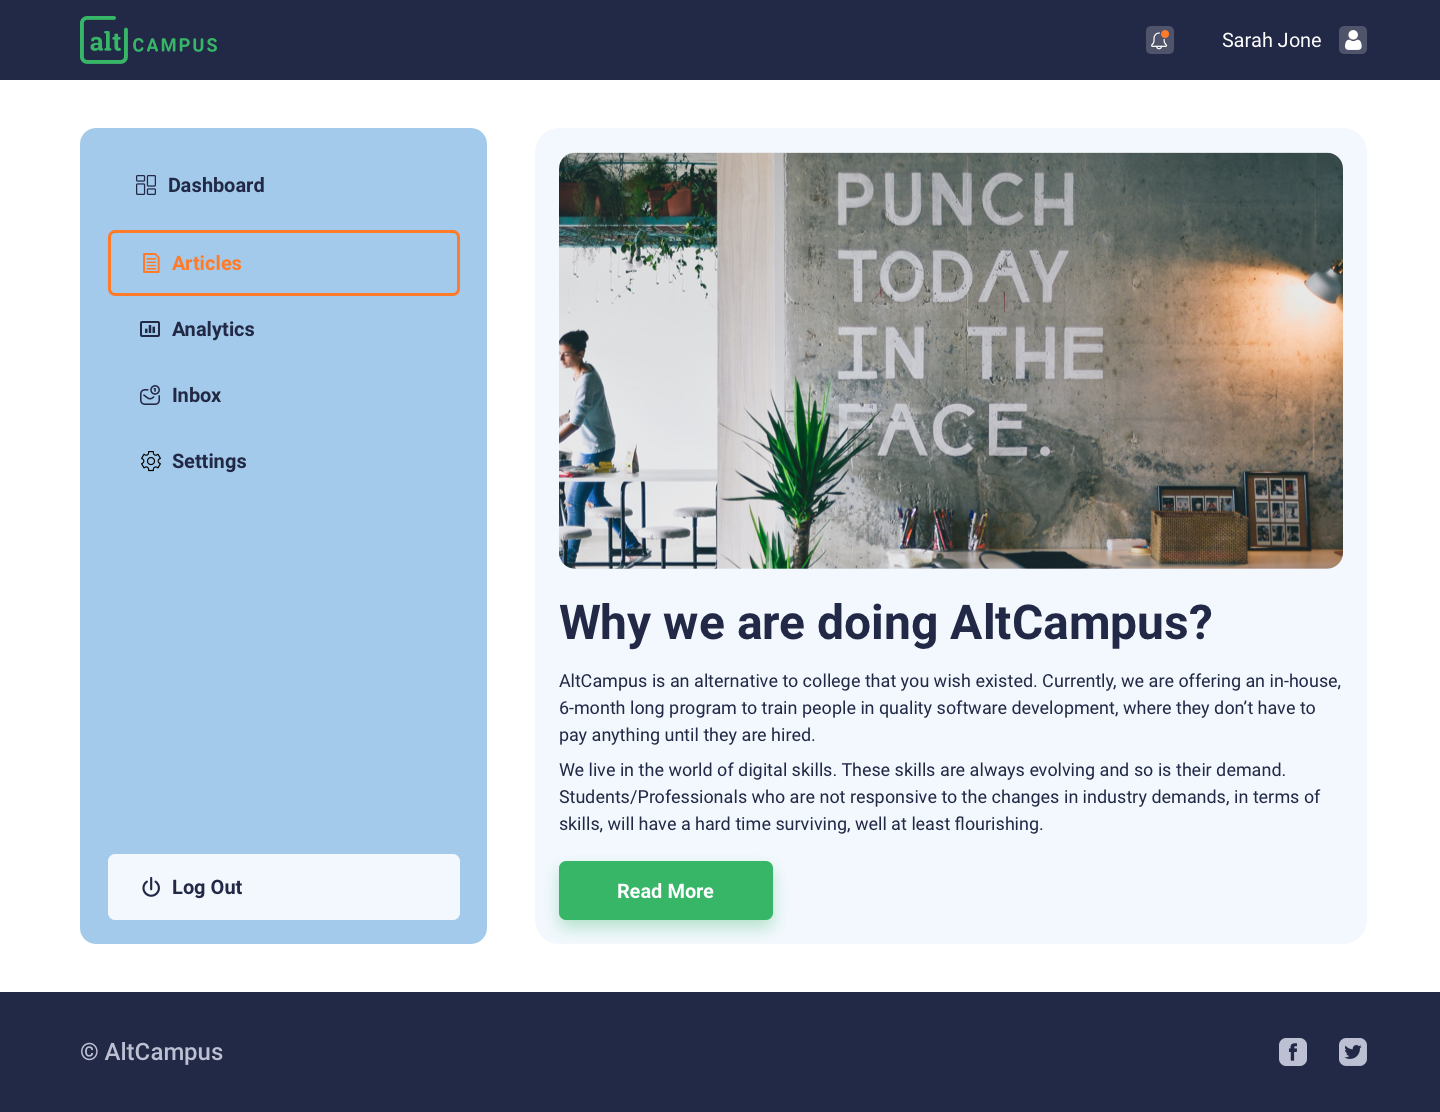 alt CAMPUS
Sarah Jone
Dashboard
Articles
Analytics
Inbox
Settings
Log Out
PUNCH
TODAY
IN THE
FACE.
Why we are doing AltCampus?
AltCampus is an alternative to college that you wish existed. Currently, we are offering an in-house,
6-month long program to train people in quality software development, where they don’t have to
pay anything until they are hired.
We live in the world of digital skills. These skills are always evolving and so is their demand.
Students/Professionals who are not responsive to the changes in industry demands, in terms of
skills, will have a hard time surviving, well at least flourishing.
Read More
© AltCampus